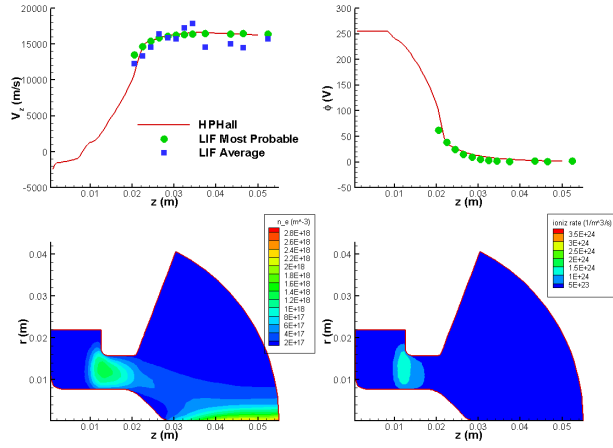 20000
15000
10000
5000
0
-5000
V_z (m/s)
HPHall
LIF Most Probable
LIF Average
0.01 0.02 0.03 0.04 0.05
z (m)
300
250
200
150
100
50
0
-50
ϕ (V)
0.01 0.02 0.03 0.04 0.05
z (m)
n_e (m^-3)
2.8E+18
2.6E+18
2.4E+18
2.2E+18
2E+18
1.8E+18
1.6E+18
1.4E+18
1.2E+18
1E+18
8E+17
6E+17
4E+17
2E+17
0.04
0.03
0.02
0.01
r (m)
0.01 0.02 0.03 0.04 0.05
z (m)
ioniz rate (1/m^3/s)
3.5E+24
3E+24
2.5E+24
2E+24
1.5E+24
1E+24
5E+23
0.04
0.03
0.02
0.01
r (m)
0.01 0.02 0.03 0.04 0.05
z (m)